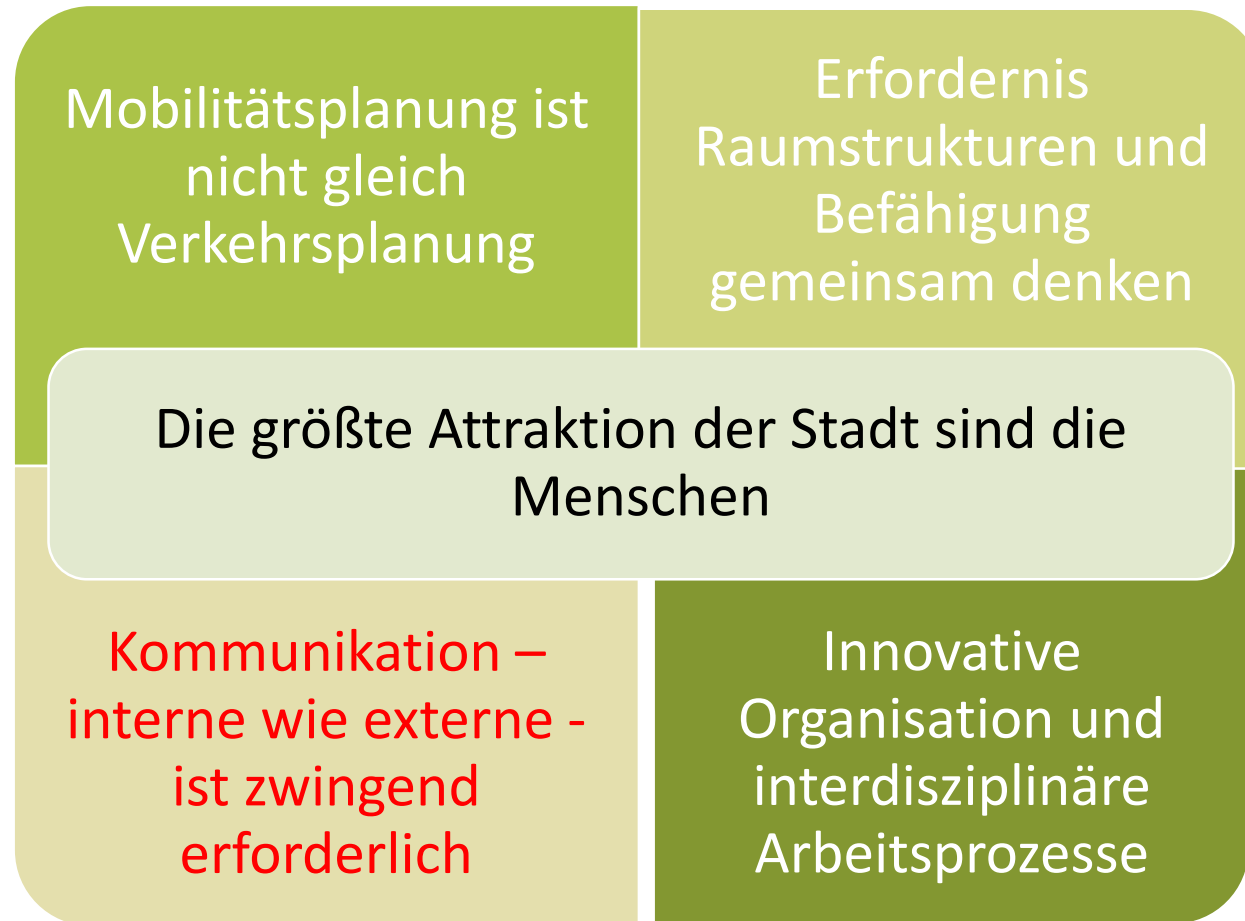 Mobilitätsplanung ist
nicht gleich
Verkehrsplanung
Erfordernis
Raumstrukturen und
Befähigung
gemeinsam denken
Die größte Attraktion der Stadt sind die
Menschen
Kommunikation –
interne wie externe -
ist zwingend
erforderlich
Innovative
Organisation und
interdisziplinäre
Arbeitsprozesse